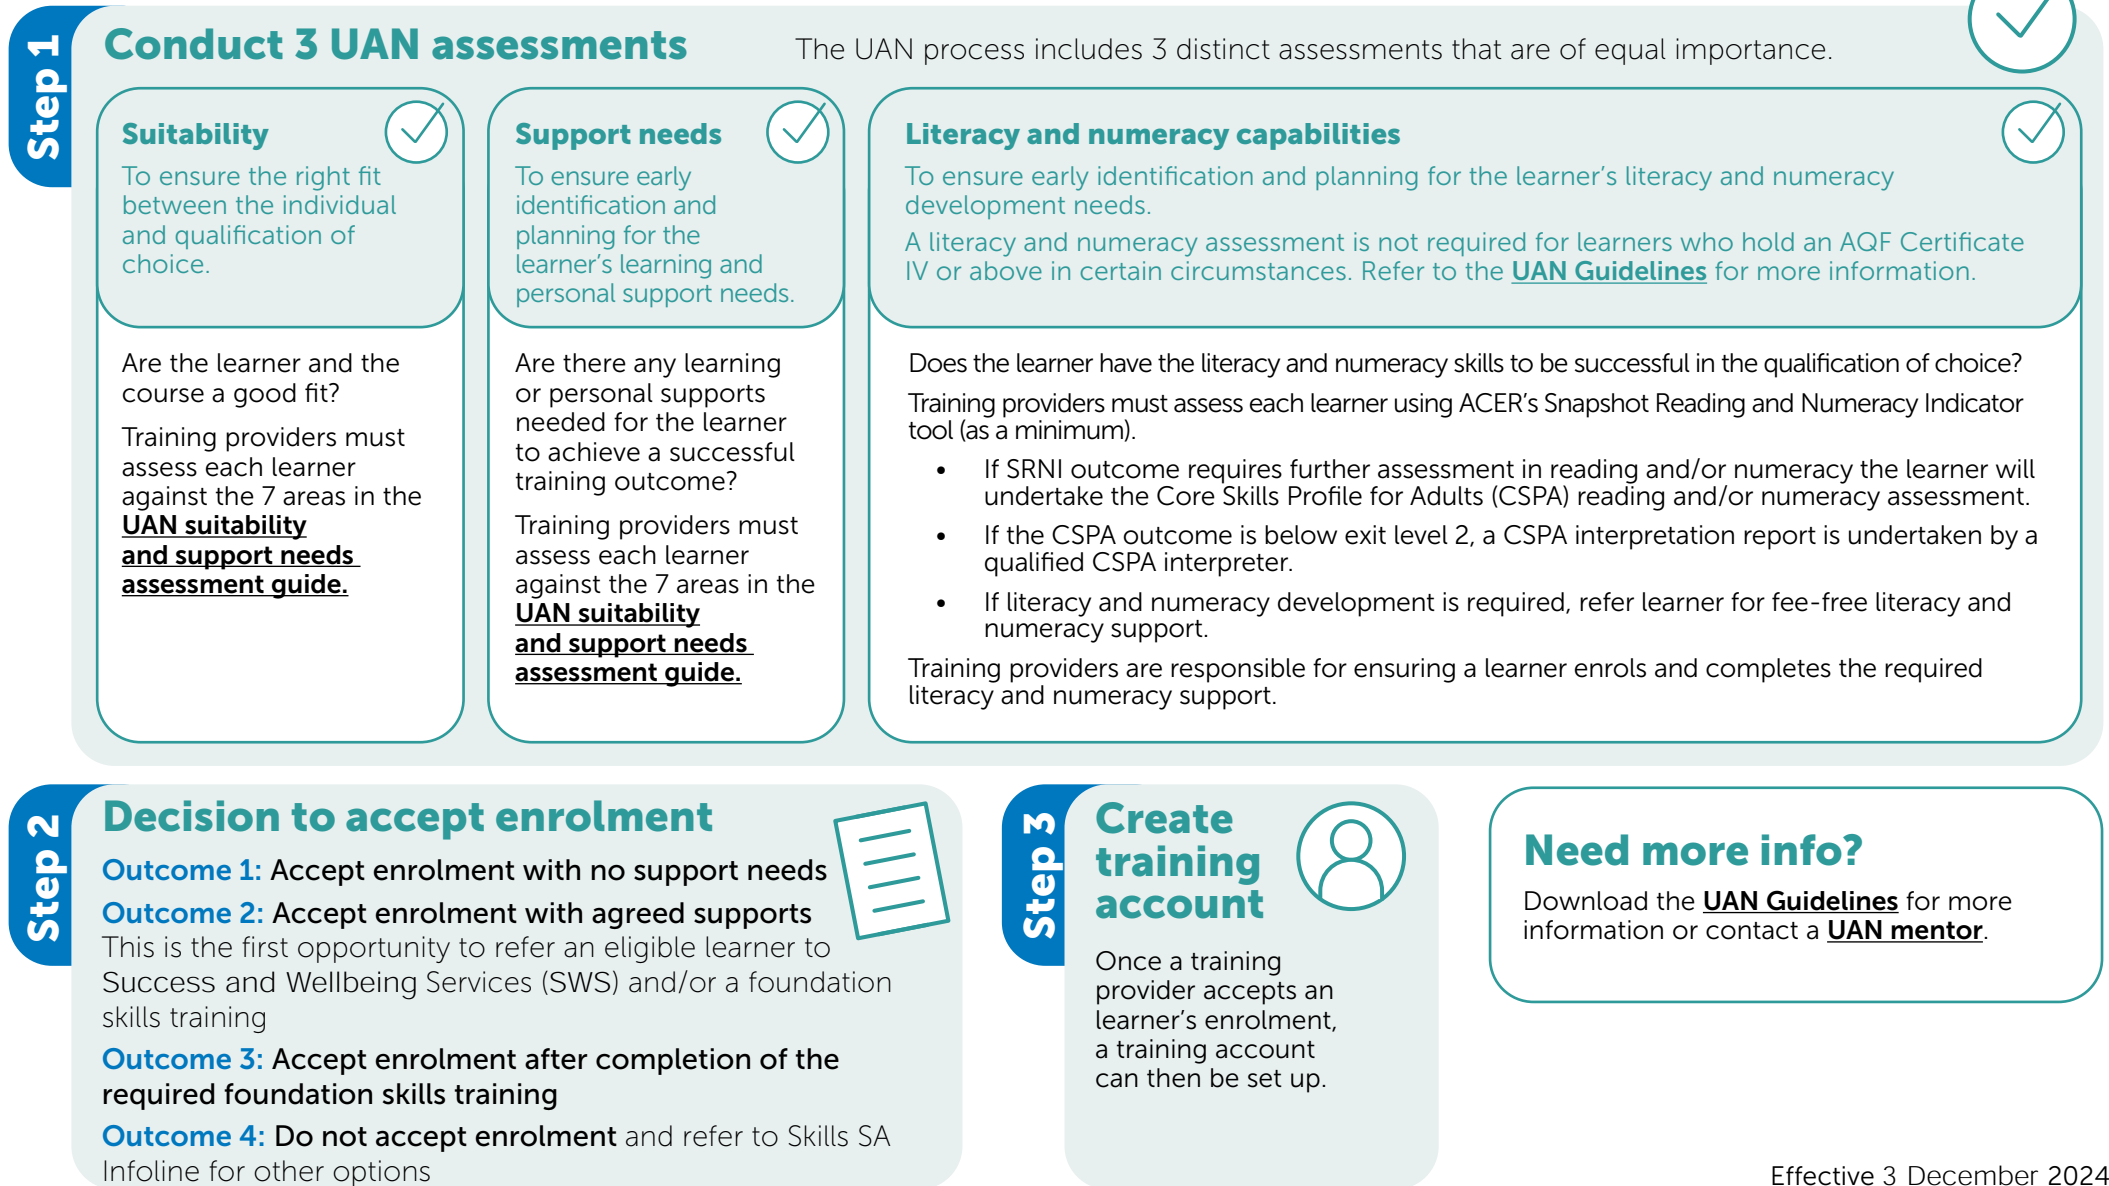 Step 1
Conduct 3 UAN assessments
The UAN process includes 3 distinct assessments that are of equal importance.
Suitability
To ensure the right fit
between the individual
and qualification of
choice.
Are the learner and the
course a good fit?
Training providers must
assess each learner
against the 7 areas in the
UAN suitability
and support needs
assessment guide.
Support needs
To ensure early
identification and
planning for the
learner’s learning and
personal support needs.
Are there any learning
or personal supports
needed for the learner
to achieve a successful
training outcome?
Training providers must
assess each learner
against the 7 areas in the
UAN suitability
and support needs
assessment guide.
Literacy and numeracy capabilities
To ensure early identification and planning for the learner’s literacy and numeracy
development needs.
A literacy and numeracy assessment is not required for learners who hold an AQF Certificate
IV or above in certain circumstances. Refer to the UAN Guidelines for more information.
Does the learner have the literacy and numeracy skills to be successful in the qualification of choice?
Training providers must assess each learner using ACER’s Snapshot Reading and Numeracy Indicator
tool (as a minimum).
• If SRNI outcome requires further assessment in reading and/or numeracy the learner will
undertake the Core Skills Profile for Adults (CSPA) reading and/or numeracy assessment.
• If the CSPA outcome is below exit level 2, a CSPA interpretation report is undertaken by a
qualified CSPA interpreter.
• If literacy and numeracy development is required, refer learner for fee-free literacy and
numeracy support.
Training providers are responsible for ensuring a learner enrols and completes the required
literacy and numeracy support.
Step 2
Decision to accept enrolment
Outcome 1: Accept enrolment with no support needs
Outcome 2: Accept enrolment with agreed supports
This is the first opportunity to refer an eligible learner to
Success and Wellbeing Services (SWS) and/or a foundation
skills training
Outcome 3: Accept enrolment after completion of the
required foundation skills training
Outcome 4: Do not accept enrolment and refer to Skills SA
Infoline for other options
Step 3
Create
training
account
Once a training
provider accepts an
learner’s enrolment,
a training account
can then be set up.
Need more info?
Download the UAN Guidelines for more
information or contact a UAN mentor.
Effective 3 December 2024